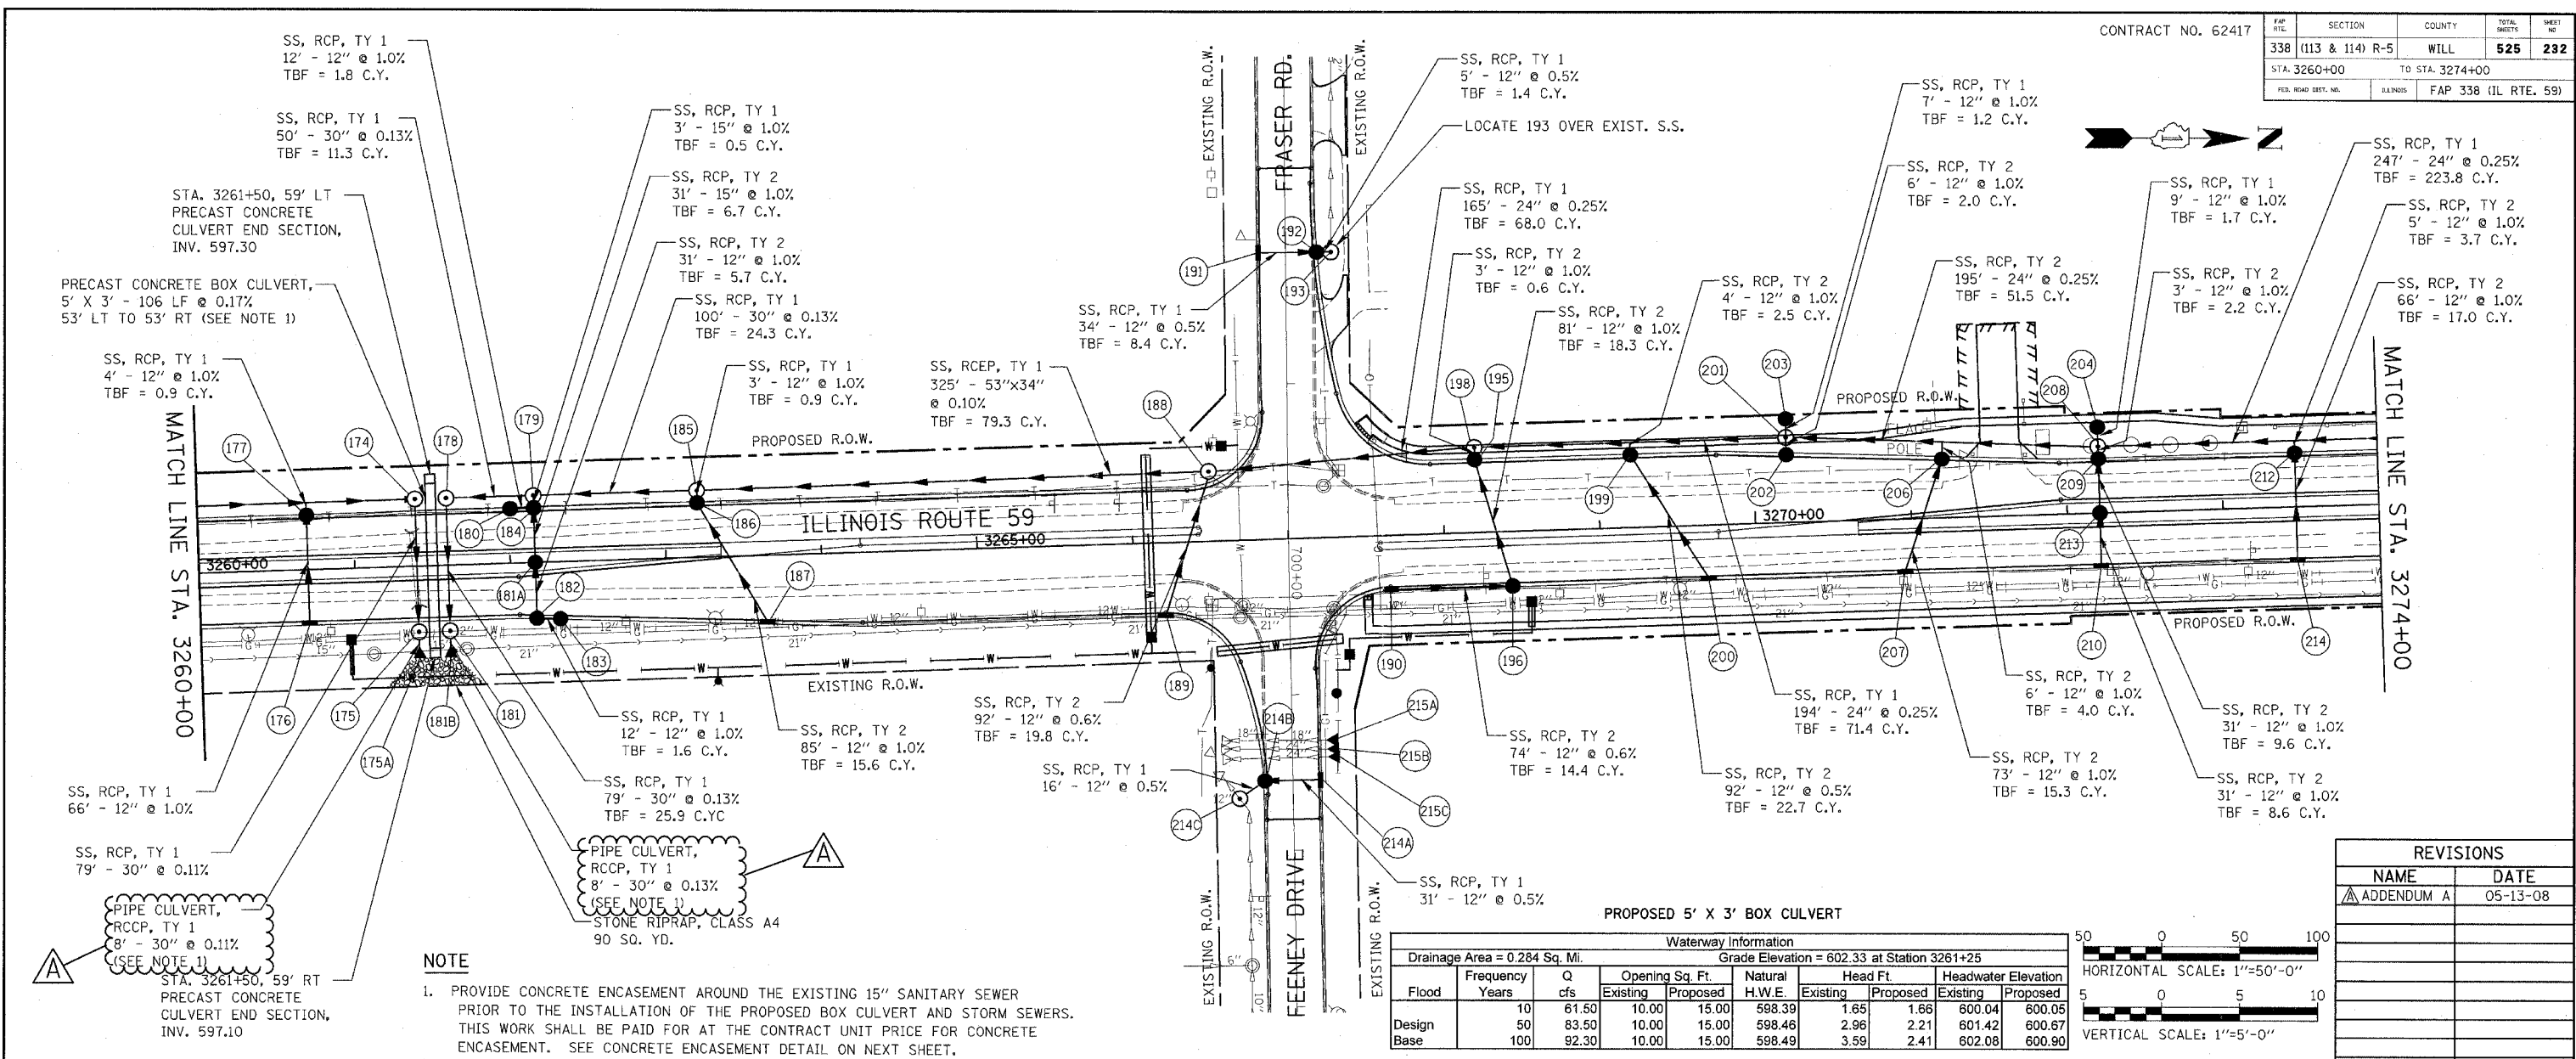 CONTRACT NO. 62417
FAP RTE. SECTION COUNTY TOTAL SHEETS SHEET NO
338 (113 & 114) R-5 WILL 525 232
STA. 3260+00 TO STA. 3274+00
FED. ROAD DIST. NO. ILLINOIS FAP 338 (IL RTE. 59)
SS, RCP, TY 1
12' - 12" @ 1.0%
TBF = 1.8 C.Y.
SS, RCP, TY 1
50' - 30" @ 0.13%
TBF = 11.3 C.Y.
STA. 3261+50, 59' LT
PRECAST CONCRETE
CULVERT END SECTION,
INV. 597.30
PRECAST CONCRETE BOX CULVERT,
5' X 3' - 106 LF @ 0.17%
53' LT TO 53' RT (SEE NOTE 1)
SS, RCP, TY 1
4' - 12" @ 1.0%
TBF = 0.9 C.Y.
SS, RCP, TY 1
3' - 15" @ 1.0%
TBF = 0.5 C.Y.
SS, RCP, TY 2
31' - 15" @ 1.0%
TBF = 6.7 C.Y.
SS, RCP, TY 2
31' - 12" @ 1.0%
TBF = 5.7 C.Y.
SS, RCP, TY 1
100' - 30" @ 0.13%
TBF = 24.3 C.Y.
SS, RCP, TY 1
3' - 12" @ 1.0%
TBF = 0.9 C.Y.
SS, RCEP, TY 1
325' - 53"x34"
@ 0.10%
TBF = 79.3 C.Y.
SS, RCP, TY 1
34' - 12" @ 0.5%
TBF = 8.4 C.Y.
EXISTING R.O.W.
FRASER RD.
EXISTING R.O.W.
SS, RCP, TY 1
5' - 12" @ 0.5%
TBF = 1.4 C.Y.
LOCATE 193 OVER EXIST. S.S.
SS, RCP, TY 1
165' - 24" @ 0.25%
TBF = 68.0 C.Y.
SS, RCP, TY 2
3' - 12" @ 1.0%
TBF = 0.6 C.Y.
SS, RCP, TY 2
81' - 12" @ 1.0%
TBF = 18.3 C.Y.
SS, RCP, TY 2
4' - 12" @ 1.0%
TBF = 2.5 C.Y.
SS, RCP, TY 1
7' - 12" @ 1.0%
TBF = 1.2 C.Y.
SS, RCP, TY 2
6' - 12" @ 1.0%
TBF = 2.0 C.Y.
SS, RCP, TY 2
195' - 24" @ 0.25%
TBF = 51.5 C.Y.
N
SS, RCP, TY 1
9' - 12" @ 1.0%
TBF = 1.7 C.Y.
SS, RCP, TY 2
3' - 12" @ 1.0%
TBF = 2.2 C.Y.
SS, RCP, TY 1
247' - 24" @ 0.25%
TBF = 223.8 C.Y.
SS, RCP, TY 2
5' - 12" @ 1.0%
TBF = 3.7 C.Y.
SS, RCP, TY 2
66' - 12" @ 1.0%
TBF = 17.0 C.Y.
MATCH LINE STA. 3260+00
177
174
178
179
185
188
191
192
193
198
195
201
203
204
208
180
184
186
199
202
206
209
212
213
181A
182
183
187
189
190
196
200
207
210
214
176
175
175A
181B
181
214B
215A
215B
215C
214A
214C
PROPOSED R.O.W.
PROPOSED R.O.W.
FLAG
POLE
ILLINOIS ROUTE 59
3260+00
3265+00
3270+00
700+00
EXISTING R.O.W.
PROPOSED R.O.W.
MATCH LINE STA. 3274+00
SS, RCP, TY 1
66' - 12" @ 1.0%
SS, RCP, TY 1
79' - 30" @ 0.11%
PIPE CULVERT,
RCCP, TY 1
8' - 30" @ 0.11%
(SEE NOTE 1)
A
STA. 3261+50, 59' RT
PRECAST CONCRETE
CULVERT END SECTION,
INV. 597.10
SS, RCP, TY 1
12' - 12" @ 1.0%
TBF = 1.6 C.Y.
SS, RCP, TY 1
79' - 30" @ 0.13%
TBF = 25.9 C.YC
PIPE CULVERT,
RCCP, TY 1
8' - 30" @ 0.13%
(SEE NOTE 1)
A
STONE RIPRAP, CLASS A4
90 SQ. YD.
SS, RCP, TY 2
85' - 12" @ 1.0%
TBF = 15.6 C.Y.
SS, RCP, TY 2
92' - 12" @ 0.6%
TBF = 19.8 C.Y.
SS, RCP, TY 1
16' - 12" @ 0.5%
EXISTING R.O.W.
FEENEY DRIVE
EXISTING R.O.W.
SS, RCP, TY 1
31' - 12" @ 0.5%
SS, RCP, TY 2
74' - 12" @ 0.6%
TBF = 14.4 C.Y.
SS, RCP, TY 2
92' - 12" @ 0.5%
TBF = 22.7 C.Y.
SS, RCP, TY 1
194' - 24" @ 0.25%
TBF = 71.4 C.Y.
SS, RCP, TY 2
73' - 12" @ 1.0%
TBF = 15.3 C.Y.
SS, RCP, TY 2
6' - 12" @ 1.0%
TBF = 4.0 C.Y.
SS, RCP, TY 2
31' - 12" @ 1.0%
TBF = 9.6 C.Y.
SS, RCP, TY 2
31' - 12" @ 1.0%
TBF = 8.6 C.Y.
NOTE
1. PROVIDE CONCRETE ENCASEMENT AROUND THE EXISTING 15" SANITARY SEWER
PRIOR TO THE INSTALLATION OF THE PROPOSED BOX CULVERT AND STORM SEWERS.
THIS WORK SHALL BE PAID FOR AT THE CONTRACT UNIT PRICE FOR CONCRETE
ENCASEMENT. SEE CONCRETE ENCASEMENT DETAIL ON NEXT SHEET.
PROPOSED 5' X 3' BOX CULVERT
Waterway Information
Drainage Area = 0.284 Sq. Mi. Grade Elevation = 602.33 at Station 3261+25
Flood Frequency Years Q cfs Opening Sq. Ft. Natural H.W.E. Head Ft. Headwater Elevation
Existing Proposed Existing Proposed Existing Proposed
10 61.50 10.00 15.00 598.39 1.65 1.66 600.04 600.05
Design 50 83.50 10.00 15.00 598.46 2.96 2.21 601.42 600.67
Base 100 92.30 10.00 15.00 598.49 3.59 2.41 602.08 600.90
50 0 50 100
HORIZONTAL SCALE: 1"=50'-0"
5 0 5 10
VERTICAL SCALE: 1"=5'-0"
REVISIONS
NAME DATE
A ADDENDUM A 05-13-08